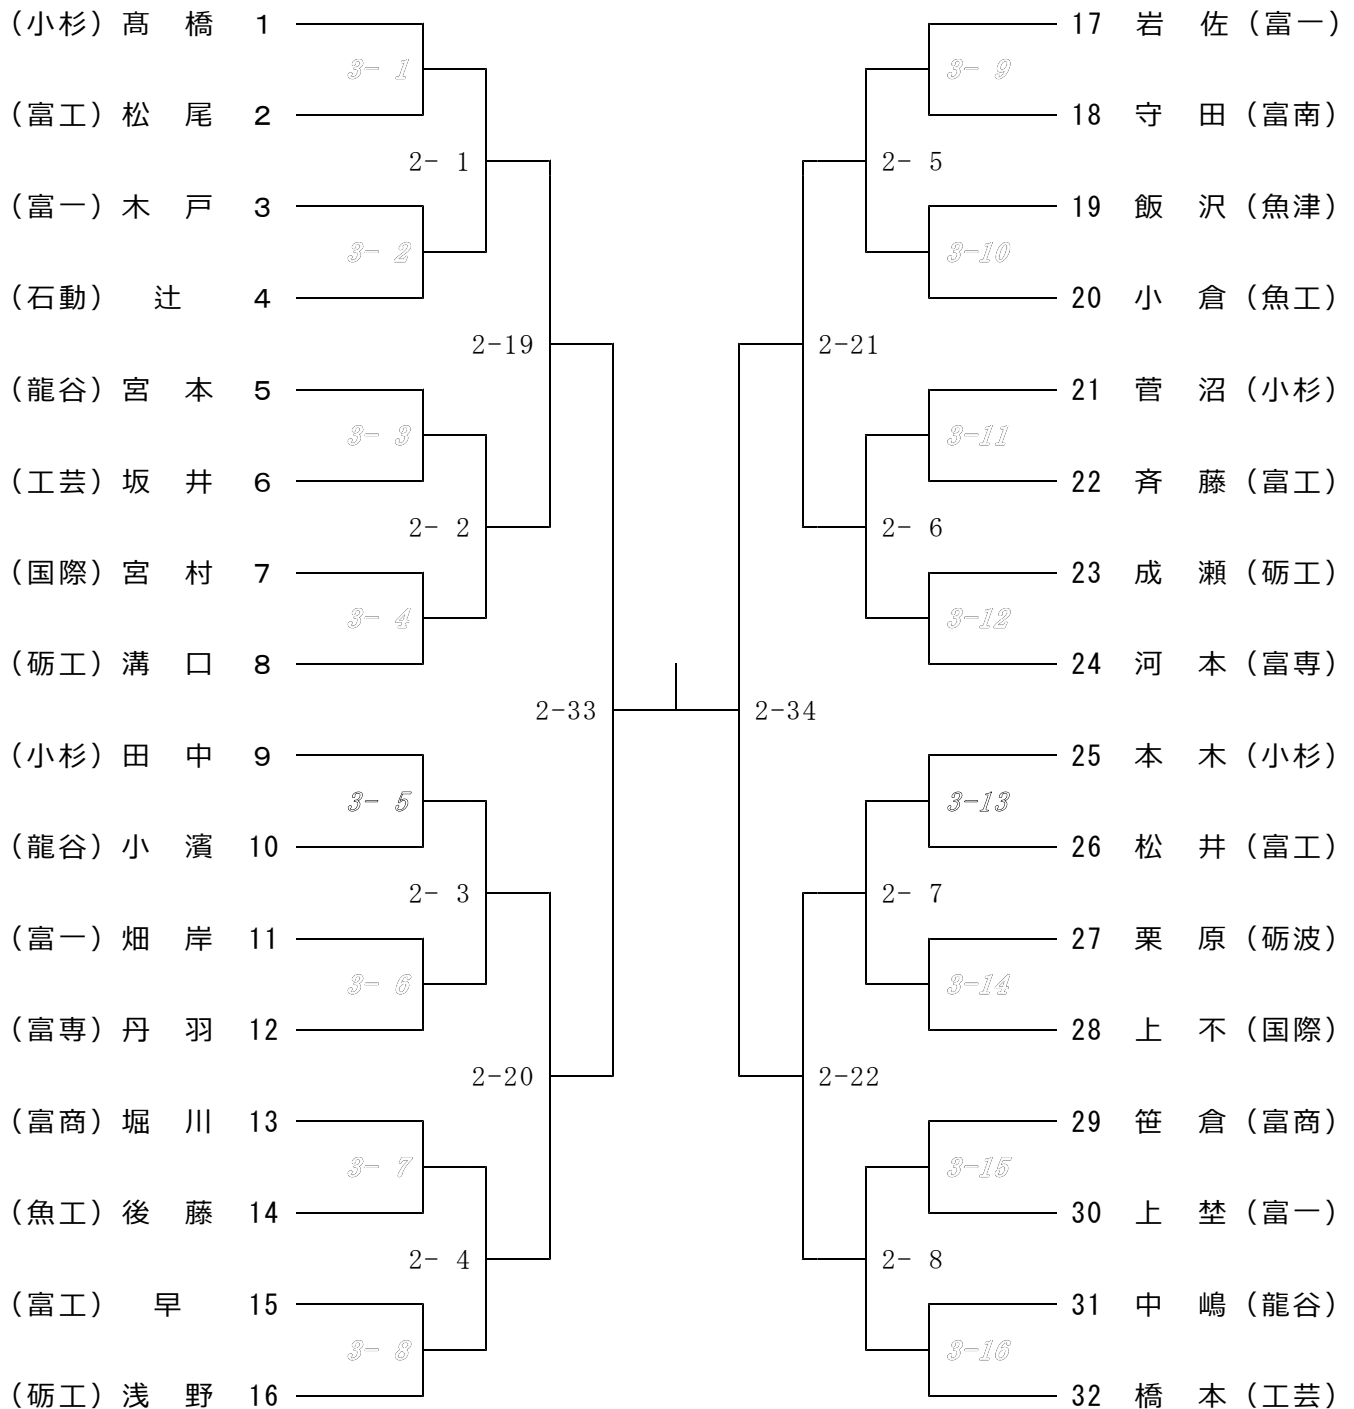 (小杉) 髙 橋 1
3- 1
(富工) 松 尾 2
2- 1
(富一) 木 戸 3
3- 2
(石動) 辻 4
2-19
(龍谷) 宮 本 5
3- 3
(工芸) 坂 井 6
2- 2
(国際) 宮 村 7
3- 4
(砺工) 溝 口 8
2-33
(小杉) 田 中 9
3- 5
(龍谷) 小 濱 10
2- 3
(富一) 畑 岸 11
3- 6
(富専) 丹 羽 12
2-20
(富商) 堀 川 13
3- 7
(魚工) 後 藤 14
2- 4
(富工) 早 15
3- 8
(砺工) 浅 野 16
17 岩 佐 (富一)
3- 9
18 守 田 (富南)
2- 5
19 飯 沢 (魚津)
3-10
20 小 倉 (魚工)
2-21
21 菅 沼 (小杉)
3-11
22 斉 藤 (富工)
2- 6
23 成 瀬 (砺工)
3-12
24 河 本 (富専)
2-34
25 本 木 (小杉)
3-13
26 松 井 (富工)
2- 7
27 栗 原 (砺波)
3-14
28 上 不 (国際)
2-22
29 笹 倉 (富商)
3-15
30 上 埜 (富一)
2- 8
31 中 嶋 (龍谷)
3-16
32 橋 本 (工芸)